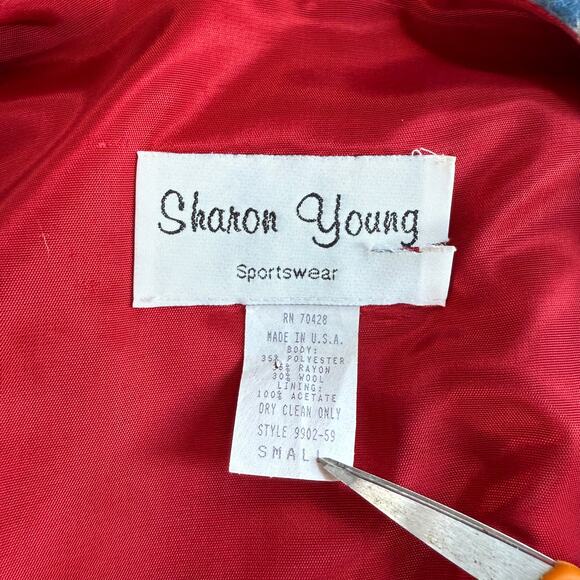 Sharon Young
Sportswear
RN 70428
MADE IN U.S.A.
BODY:
35% POLYESTER
RAYON
30% WOOL
LINING:
100% ACETATE
DRY CLEAN ONLY
STYLE 9902-59
SMALL